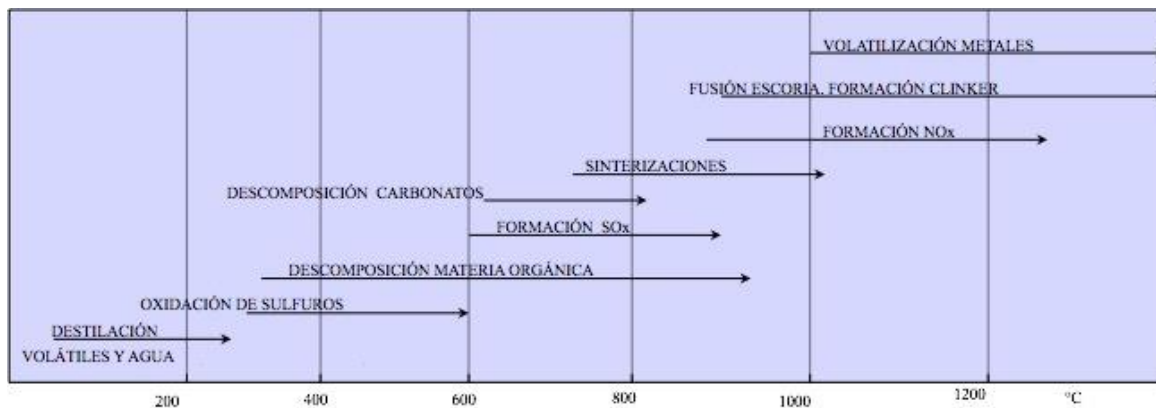 VOLATILIZACIÓN METALES
FUSIÓN ESCORIA. FORMACIÓN CLINKER
FORMACIÓN NOx
SINTERIZACIONES
DESCOMPOSICIÓN CARBONATOS
FORMACIÓN SOx
DESCOMPOSICIÓN MATERIA ORGÁNICA
OXIDACIÓN DE SULFUROS
DESTILACIÓN
VOLÁTILES Y AGUA
200 400 600 800 1000 1200 °C